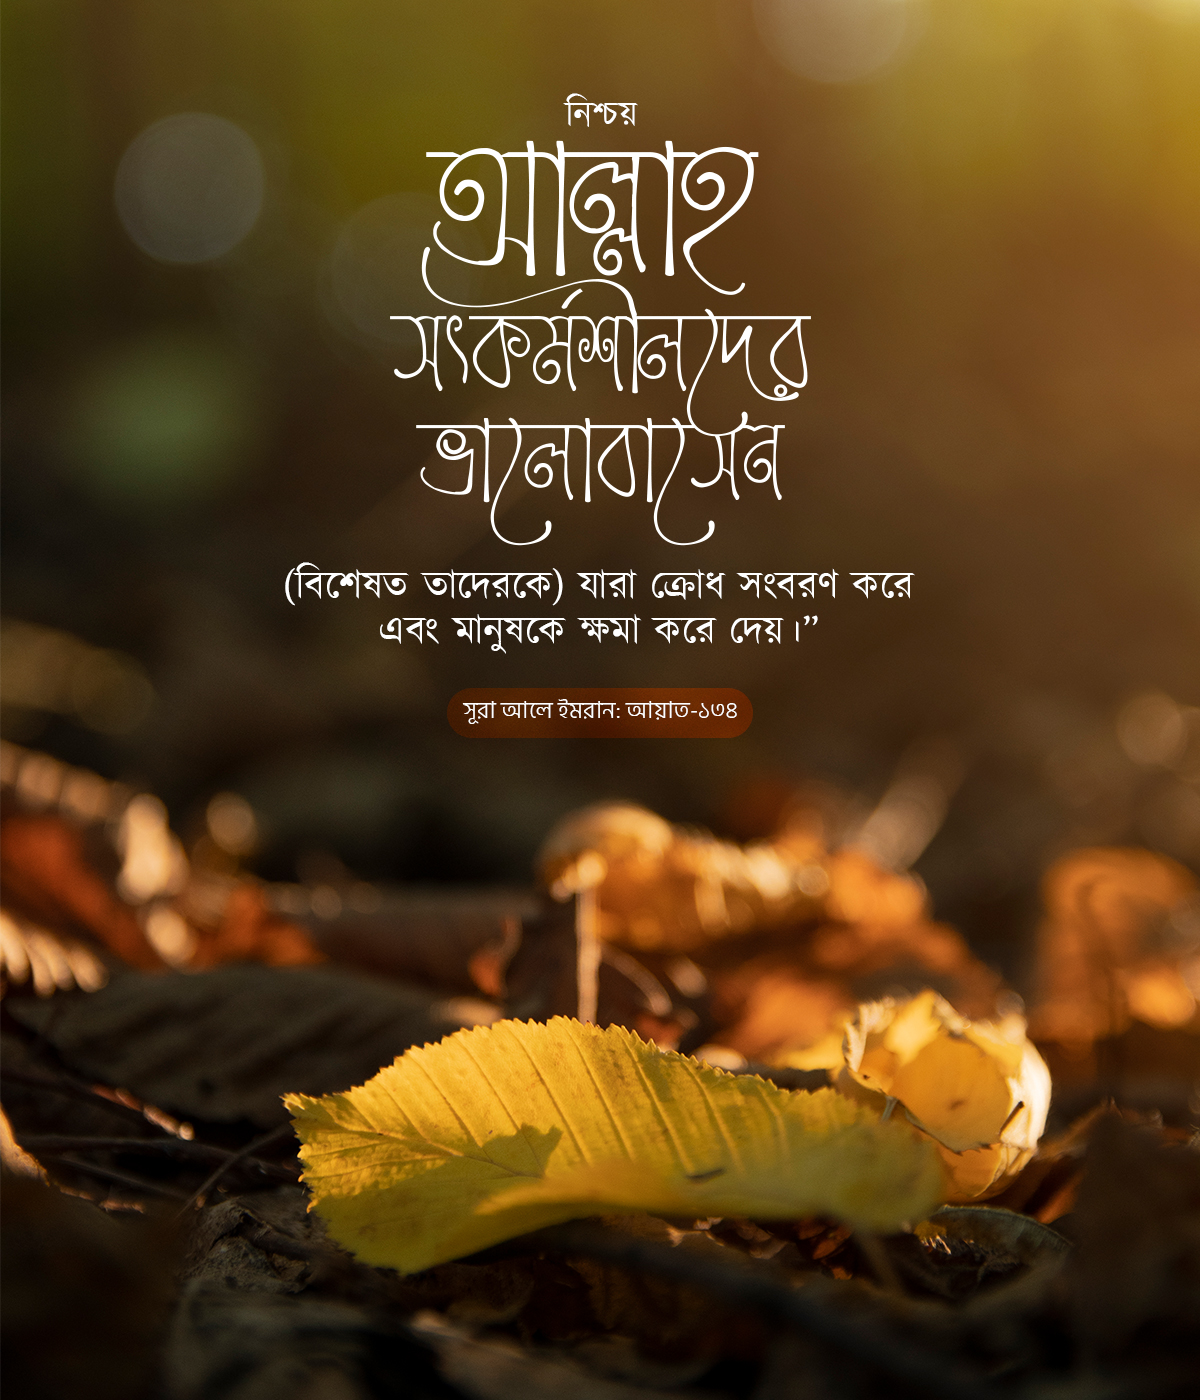 নিশ্চয়
আল্লাহ
সৎকর্মশীলদের
ভালোবাসেন
(বিশেষত তাদেরকে) যারা ক্রোধ সংবরণ করে
এবং মানুষকে ক্ষমা করে দেয়।”
সূরা আলে ইমরান: আয়াত-১৩৪